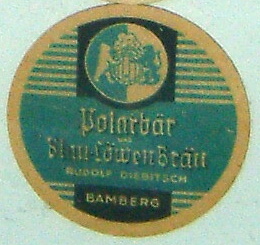 Polarbär
und
Blau-Löwenbräu
RUDOLF DIEBITSCH
BAMBERG